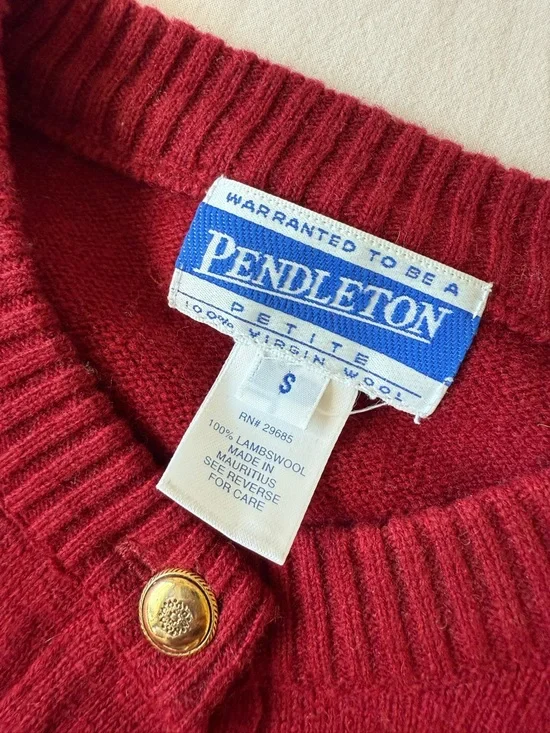 WARRANTED TO BE A
PENDLETON
PETITE
100% VIRGIN WOOL
S
RN# 29685
100% LAMBSWOOL
MADE IN
MAURITIUS
SEE REVERSE
FOR CARE